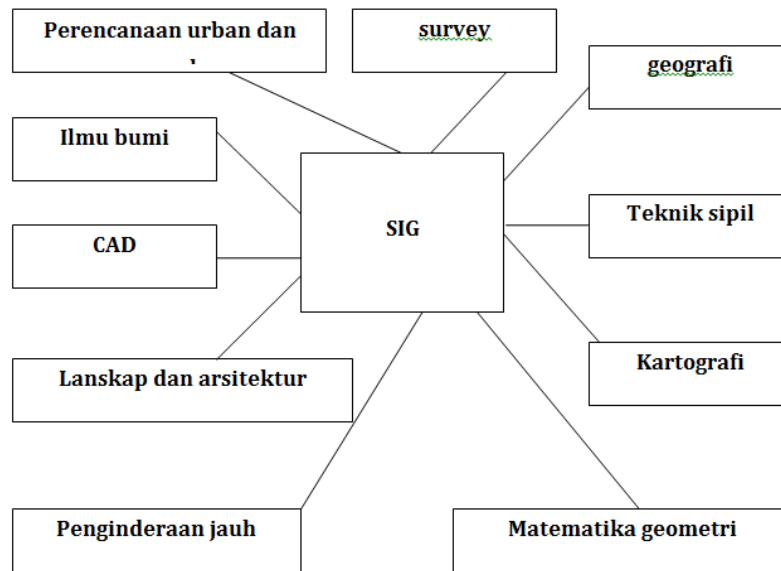 Perencanaan urban dan
survey
geografi
Ilmu bumi
SIG
Teknik sipil
CAD
Kartografi
Lanskap dan arsitektur
Penginderaan jauh
Matematika geometri